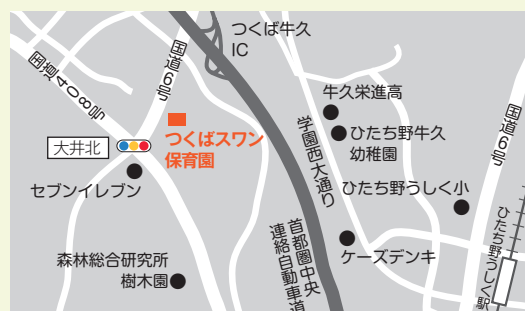 つくば牛久
IC
国道6号
国道408号
牛久栄進高
大井北
つくばスワン
保育園
学園西大通り
ひたち野牛久
幼稚園
国道6号
セブンイレブン
ひたち野うしく小
首都圏中央
連絡自動車道
ケーズデンキ
ひたち野うしく駅
森林総合研究所
樹木園